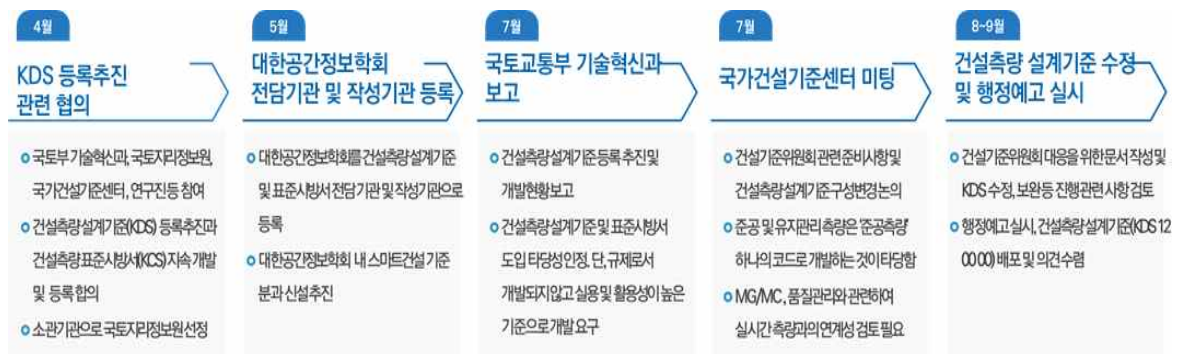 4월
KDS 등록추진
관련 협의
국토부 기술혁신과, 국토지리정보원,
국가건설기준센터, 연구진등 참여
건설측량설계기준(KDS) 등록추진과
건설측량표준시방서(KCS) 지속 개발
및 등록 합의
소관기관으로 국토지리정보원 선정
5월
대한공간정보학회
전담기관 및 작성기관 등록
대한공간정보학회를 건설측량 설계기준
및 표준시방서 전담기관 및 작성기관으로
등록
대한공간정보학회 내 스마트건설 기준
분과 신설 추진
7월
국토교통부 기술혁신과
보고
건설측량 설계기준 등록 추진 및
개발현황 보고
건설측량 설계기준 및 표준시방서
도입 타당성 인정. 단, 규제로서
개발되지 않고 실용 및 활용성이 높은
기준으로 개발 요구
7월
국가건설기준센터 미팅
건설기준위원회 관련 준비사항 및
건설측량 설계기준 구성변경 논의
준공 및 유지관리 측량은 '준공측량'
하나의 코드로 개발하는 것이 타당함
MG/MC, 품질관리와 관련하여
실시간 측량과의 연계성 검토 필요
8~9월
건설측량 설계기준 수정
및 행정예고 실시
건설기준위원회 대응을 위한 문서 작성 및
KDS 수정, 보완 등 진행관련 사항 검토
행정예고 실시, 건설측량 설계기준(KDS 12
00 00) 배포 및 의견수렴